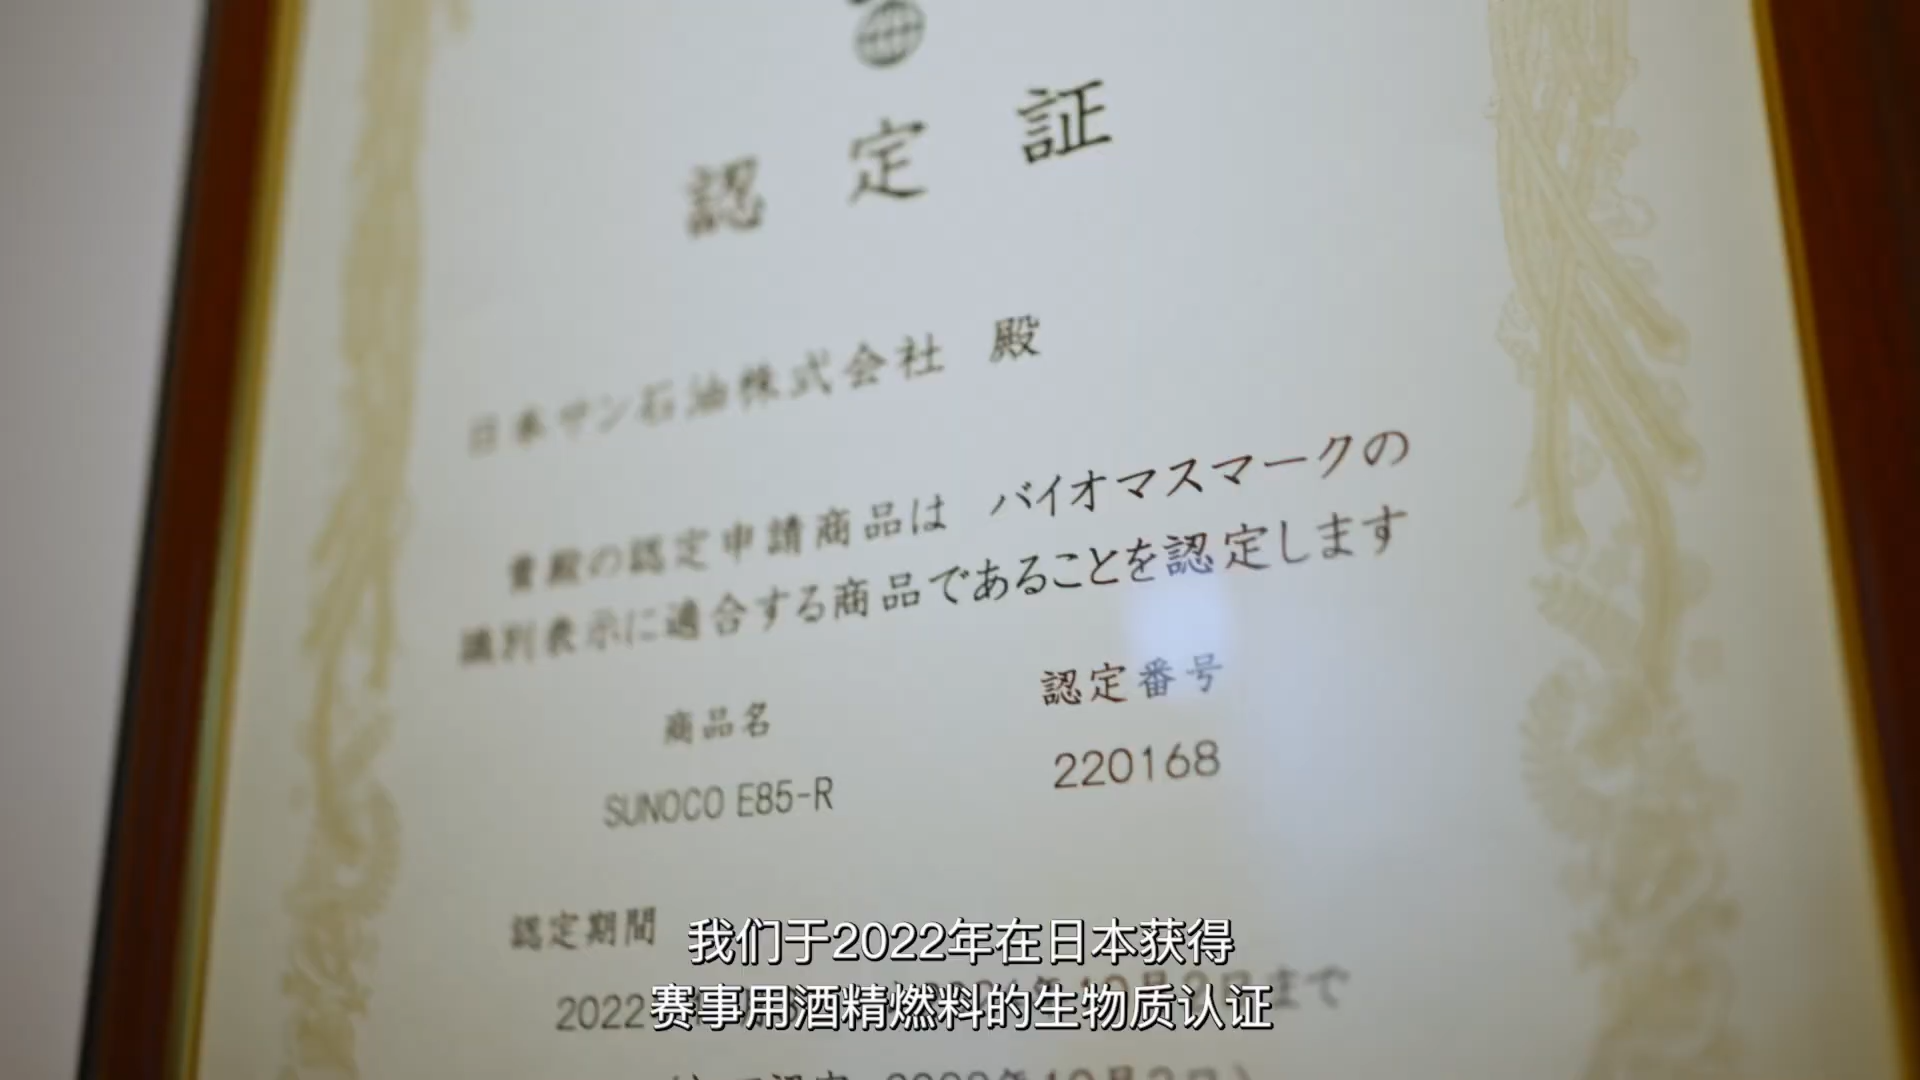 認定証
日本サン石油株式会社 殿
貴殿の認定申請商品は バイオマスマークの
識別表示に適合する商品であることを認定します
商品名 認定番号
SUNOCO E85-R 220168
認定期間
我们于2022年在日本获得
2022
赛事用酒精燃料的生物质认证
まで